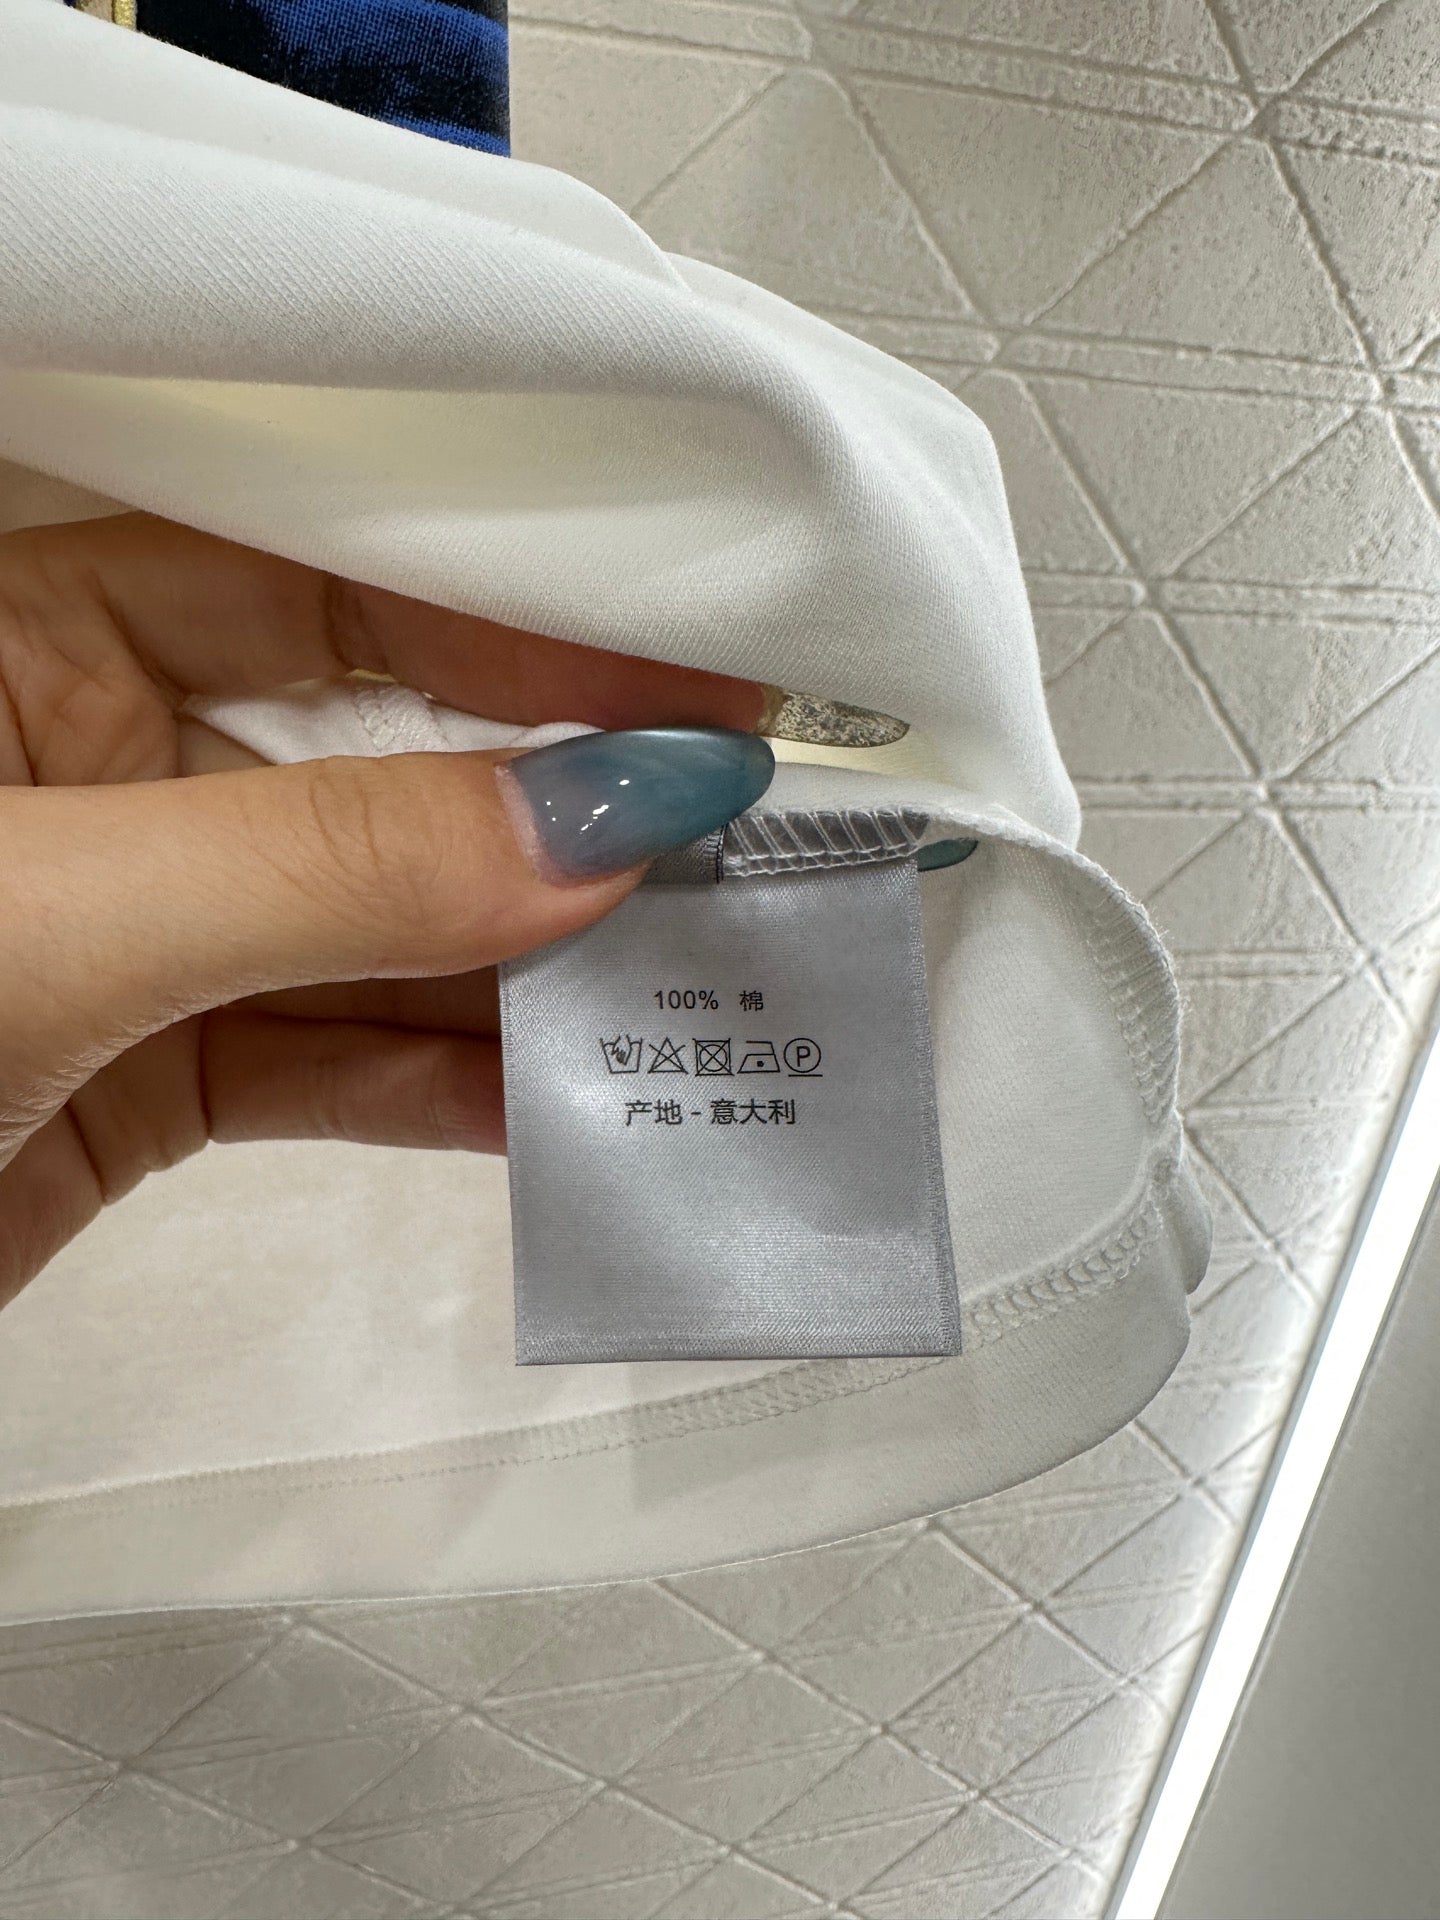 100% 棉
P
产地 - 意大利